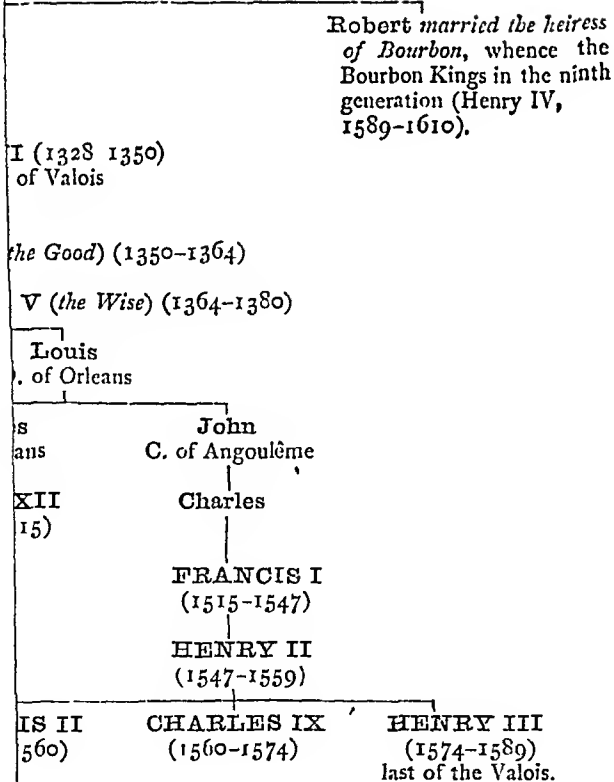 Robert married the heiress
of Bourbon, whence the
Bourbon Kings in the ninth
generation (Henry IV,
1589–1610).
I (1328 1350)
of Valois
the Good) (1350–1364)
V (the Wise) (1364–1380)
Louis
. of Orleans
s John
ans C. of Angoulême
XII Charles
15)
FRANCIS I
(1515–1547)
HENRY II
(1547–1559)
IS II CHARLES IX HENRY III
560) (1560–1574) (1574–1589)
last of the Valois.